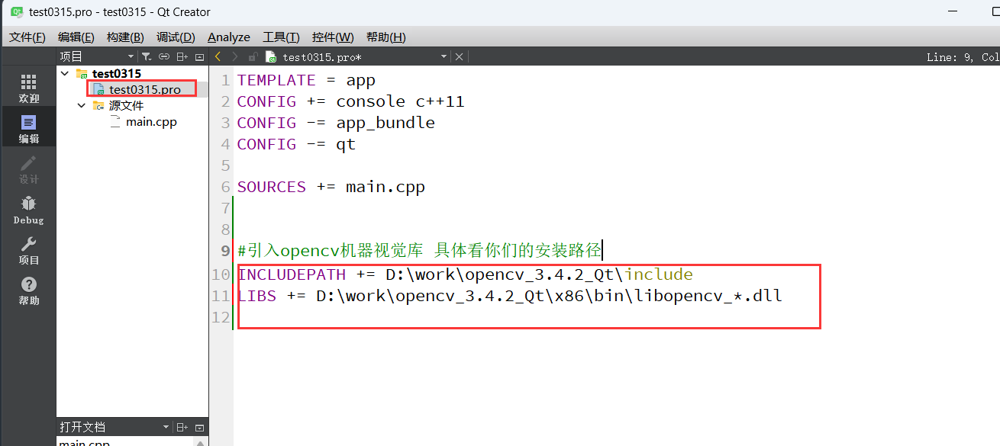 test0315.pro - test0315 - Qt Creator
文件(F) 编辑(E) 构建(B) 调试(D) Analyze 工具(T) 控件(W) 帮助(H)
项目
test0315.pro*
Line: 9, Col
test0315
test0315.pro
源文件
main.cpp
欢迎
编辑
设计
Debug
项目
帮助
1 TEMPLATE = app
2 CONFIG += console c++11
3 CONFIG -= app_bundle
4 CONFIG -= qt
5
6 SOURCES += main.cpp
7
8
9 #引入opencv机器视觉库 具体看你们的安装路径
10 INCLUDEPATH += D:\work\opencv_3.4.2_Qt\include
11 LIBS += D:\work\opencv_3.4.2_Qt\x86\bin\libopencv_*.dll
12
打开文档
main.cpp